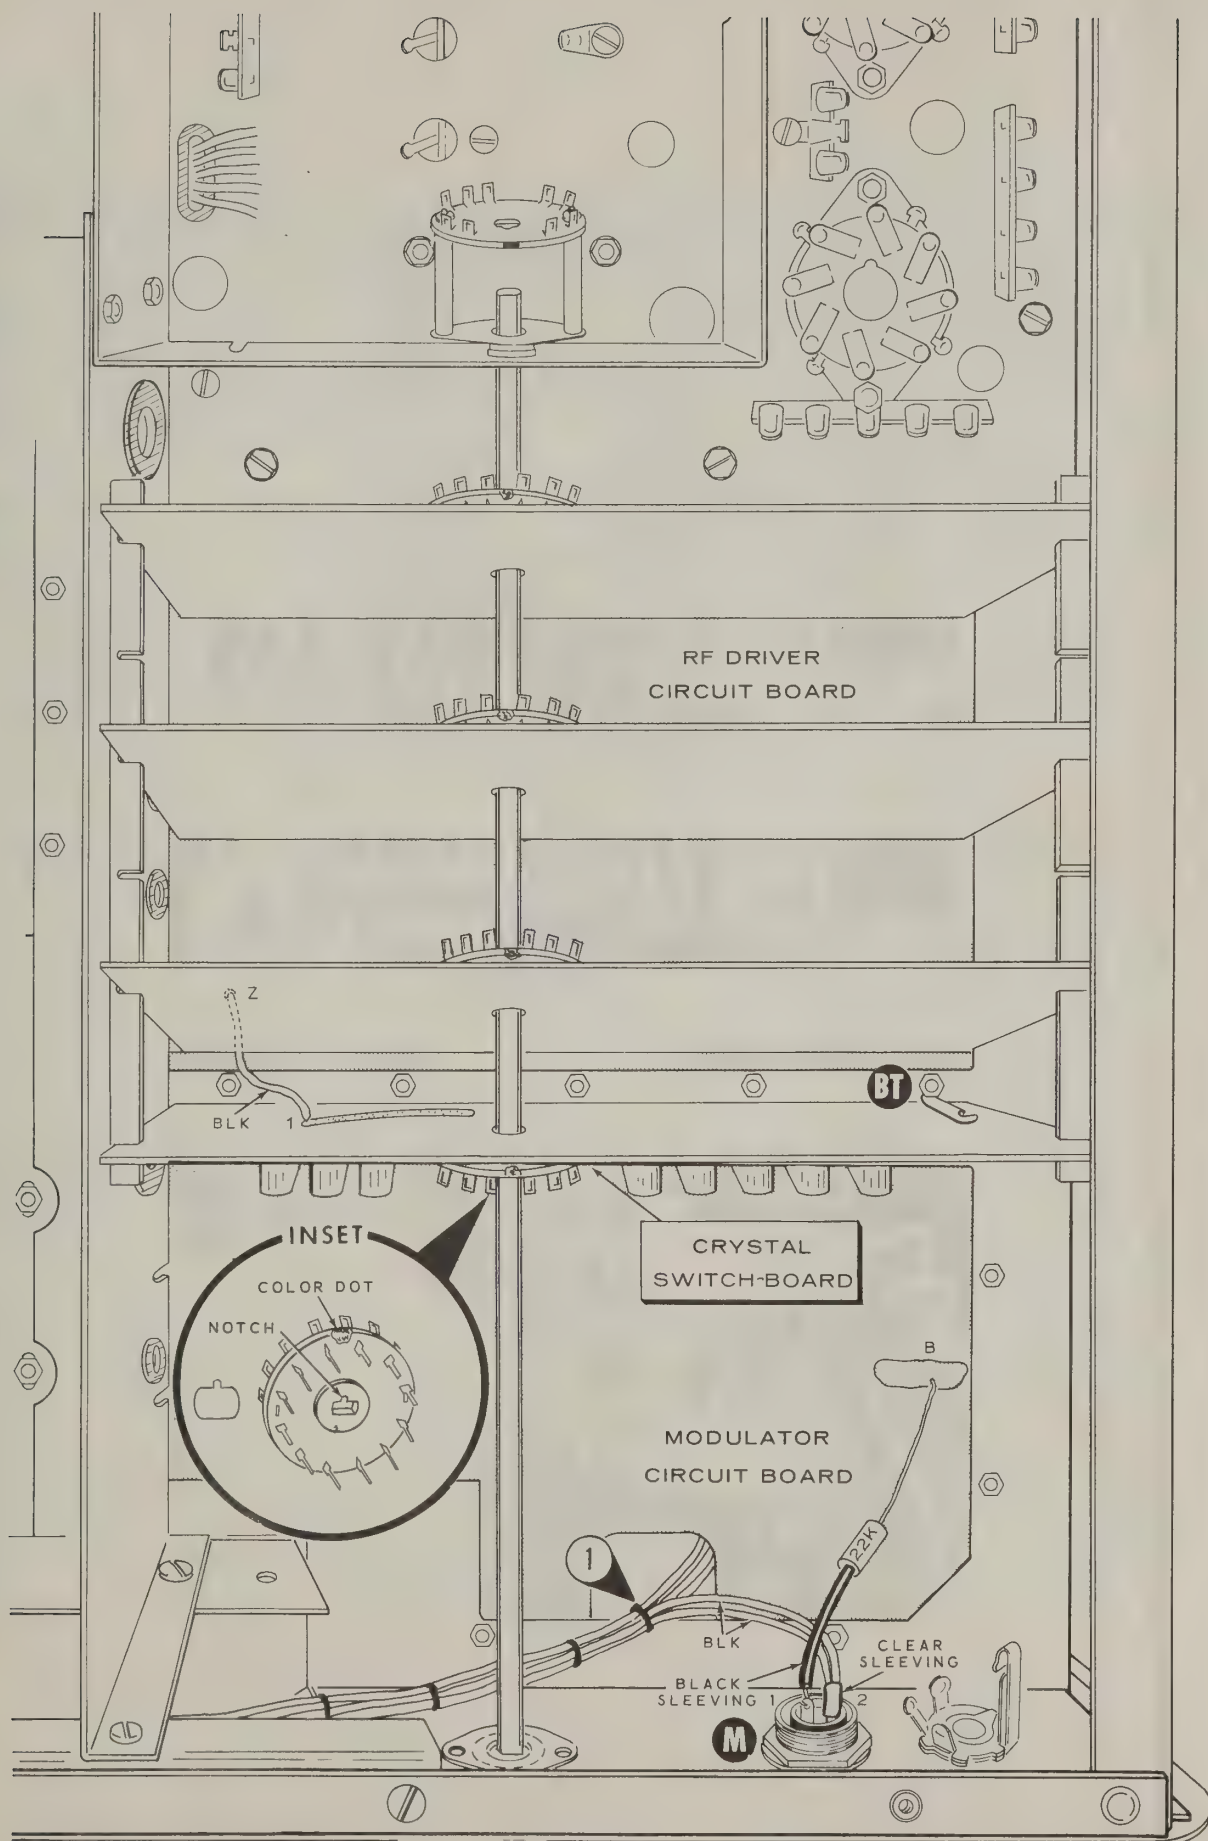 RF DRIVER
CIRCUIT BOARD
Z
BT
BLK
1
CRYSTAL
SWITCH-BOARD
INSET
COLOR DOT
NOTCH
B
MODULATOR
CIRCUIT BOARD
22K
1
BLK
CLEAR
SLEEVING
BLACK
SLEEVING 1
2
M